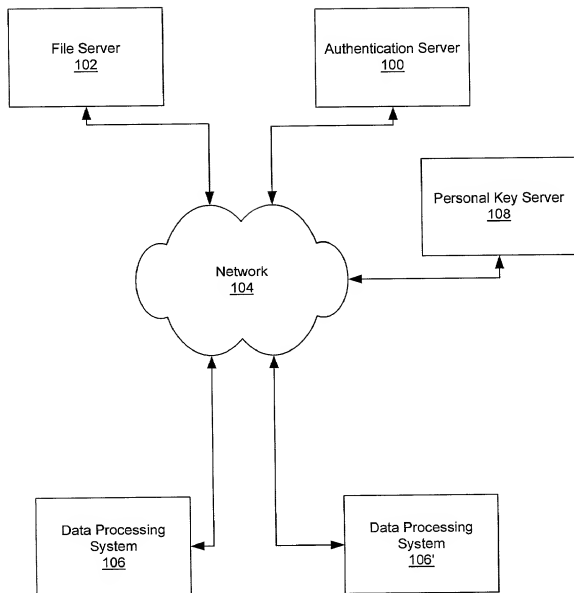 File Server
102
Authentication Server
100
Personal Key Server
108
Network
104
Data Processing
System
106
Data Processing
System
106'